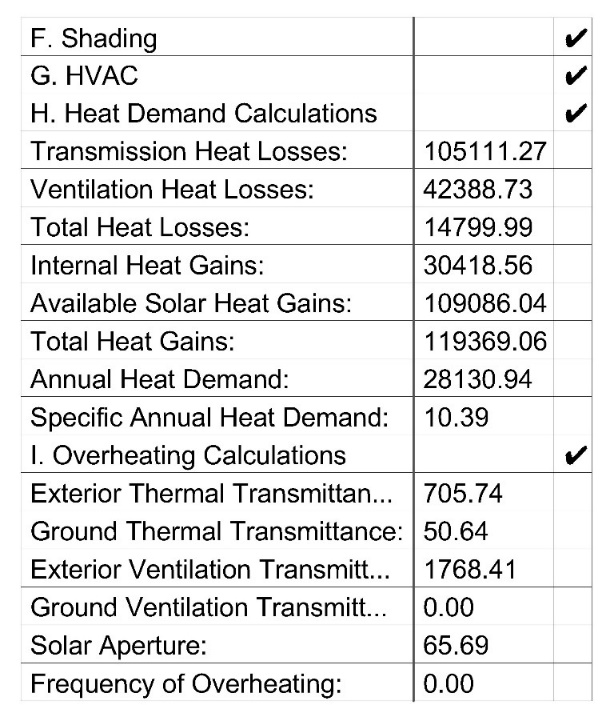 F. Shading ✔
G. HVAC ✔
H. Heat Demand Calculations ✔
Transmission Heat Losses: 105111.27
Ventilation Heat Losses: 42388.73
Total Heat Losses: 14799.99
Internal Heat Gains: 30418.56
Available Solar Heat Gains: 109086.04
Total Heat Gains: 119369.06
Annual Heat Demand: 28130.94
Specific Annual Heat Demand: 10.39
I. Overheating Calculations ✔
Exterior Thermal Transmittan... 705.74
Ground Thermal Transmittance: 50.64
Exterior Ventilation Transmitt... 1768.41
Ground Ventilation Transmitt... 0.00
Solar Aperture: 65.69
Frequency of Overheating: 0.00